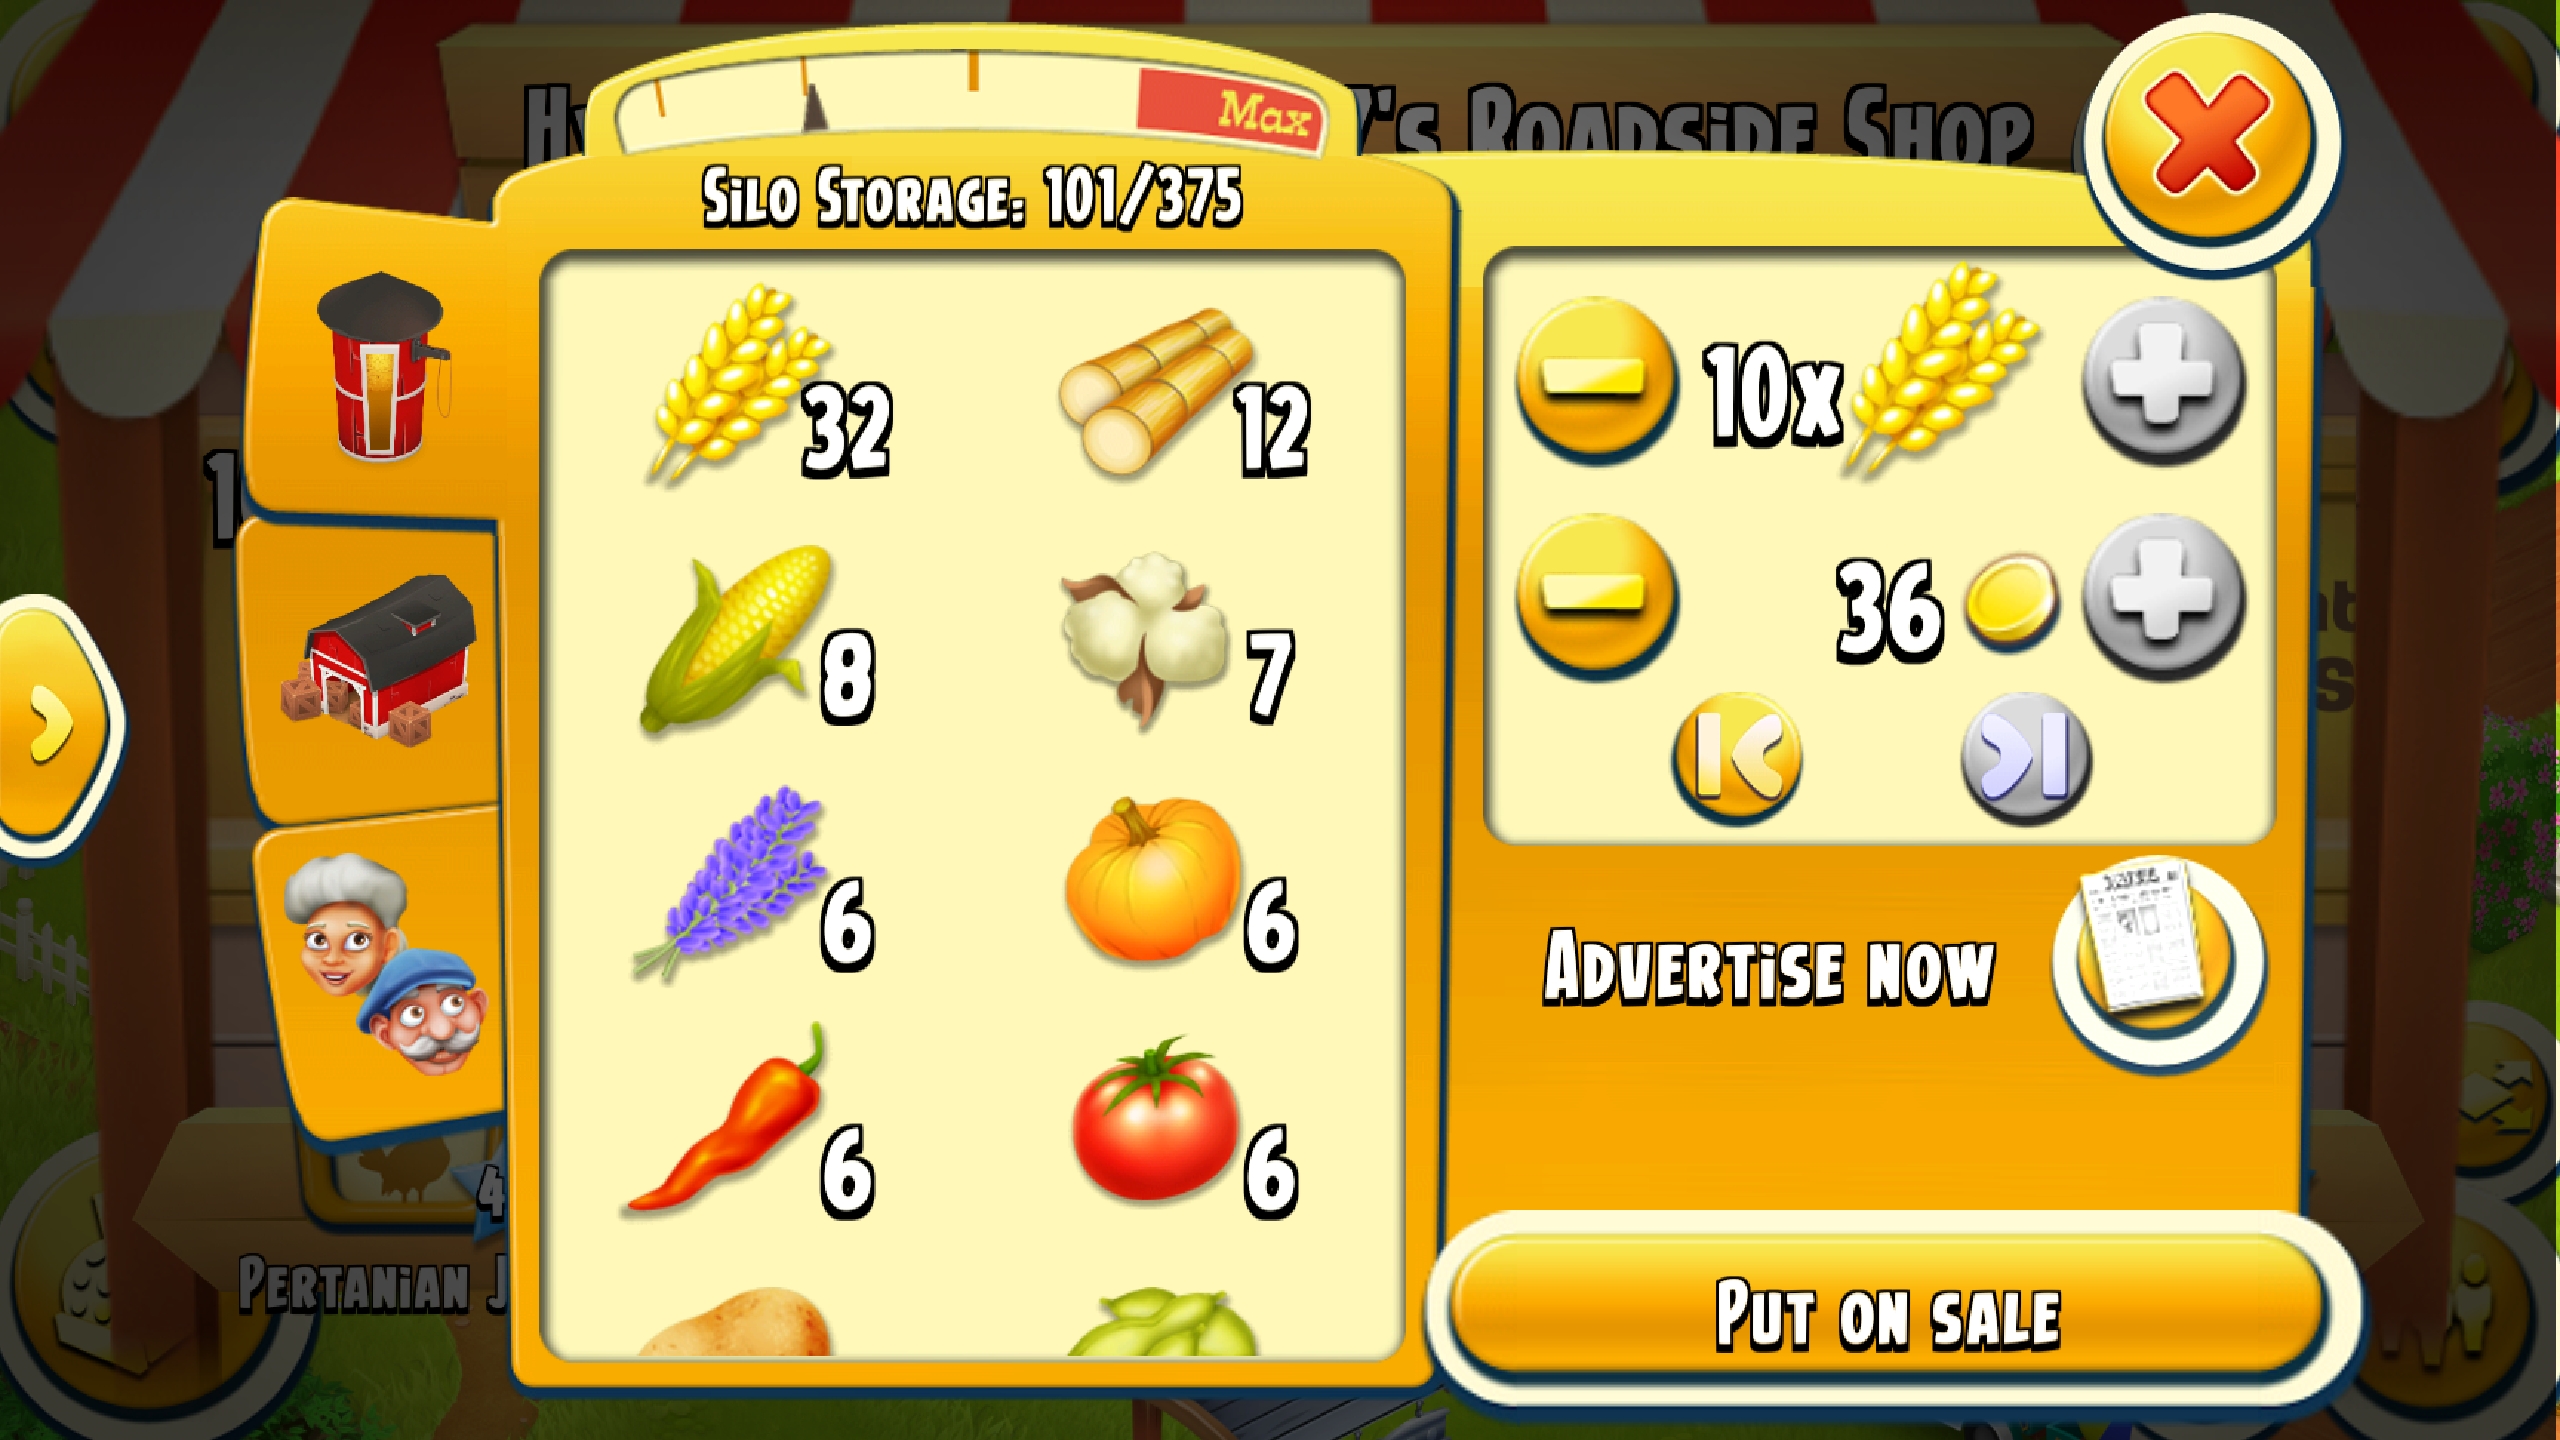 's Roadside Shop
Max
Silo Storage: 101/375
32
12
10x
8
7
36
6
6
Advertise now
6
6
4
Pertanian J
Put on sale